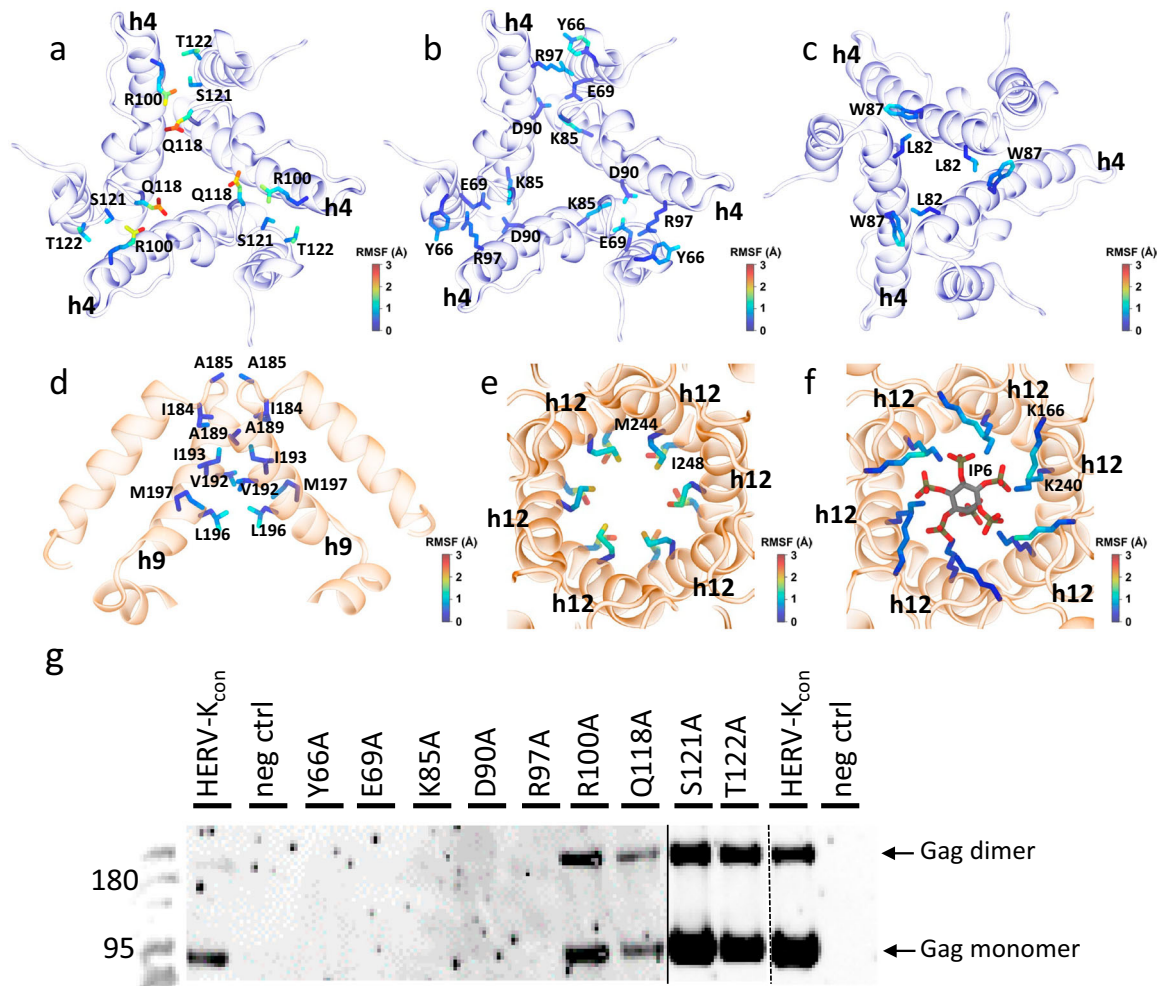 a
h4
T122
R100
S121
Q118
Q118
S121
Q118
R100
h4
T122
R100
S121
T122
h4
RMSF (Å)
3
2
1
0
b
h4
Y66
R97
E69
D90
K85
E69
K85
D90
K85
R97
h4
Y66
R97
D90
E69
Y66
h4
RMSF (Å)
3
2
1
0
c
h4
W87
L82
L82
W87
h4
L82
W87
h4
RMSF (Å)
3
2
1
0
d
A185
A185
I184
I184
A189
A189
I193
I193
V192
V192
M197
M197
L196
L196
h9
h9
RMSF (Å)
3
2
1
0
e
h12
h12
h12
M244
I248
h12
h12
h12
RMSF (Å)
3
2
1
0
f
h12
h12
K166
h12
IP6
K240
h12
h12
h12
RMSF (Å)
3
2
1
0
g
HERV-Kcon
neg ctrl
Y66A
E69A
K85A
D90A
R97A
R100A
Q118A
S121A
T122A
HERV-Kcon
neg ctrl
180
95
Gag dimer
Gag monomer